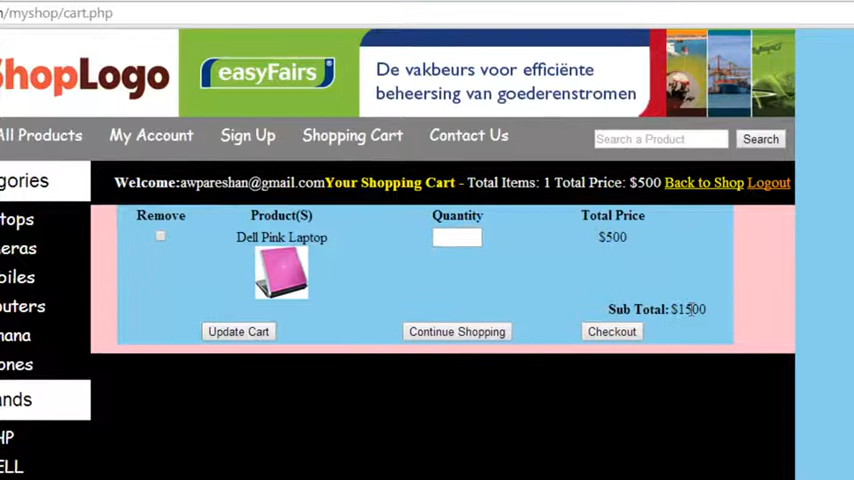 /myshop/cart.php
ShopLogo
easyFairs
De vakbeurs voor efficiënte
beheersing van goederenstromen
All Products My Account Sign Up Shopping Cart Contact Us Search a Product Search
gories
Welcome:awpareshan@gmail.comYour Shopping Cart - Total Items: 1 Total Price: $500 Back to Shop Logout
Remove Product(S) Quantity Total Price
tops
Dell Pink Laptop $500
eras
biles
uters
Sub Total: $1500
Update Cart Continue Shopping Checkout
nana
ones
nds
HP
ELL